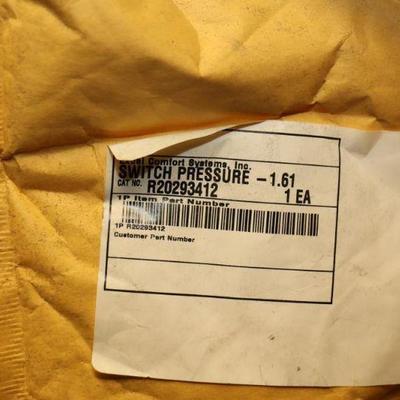 Comfort Systems, Inc.
SWITCH PRESSURE -1.61
CAT NO. R20293412 1 EA
1P Item Part Number
1P R20293412
Customer Part Number